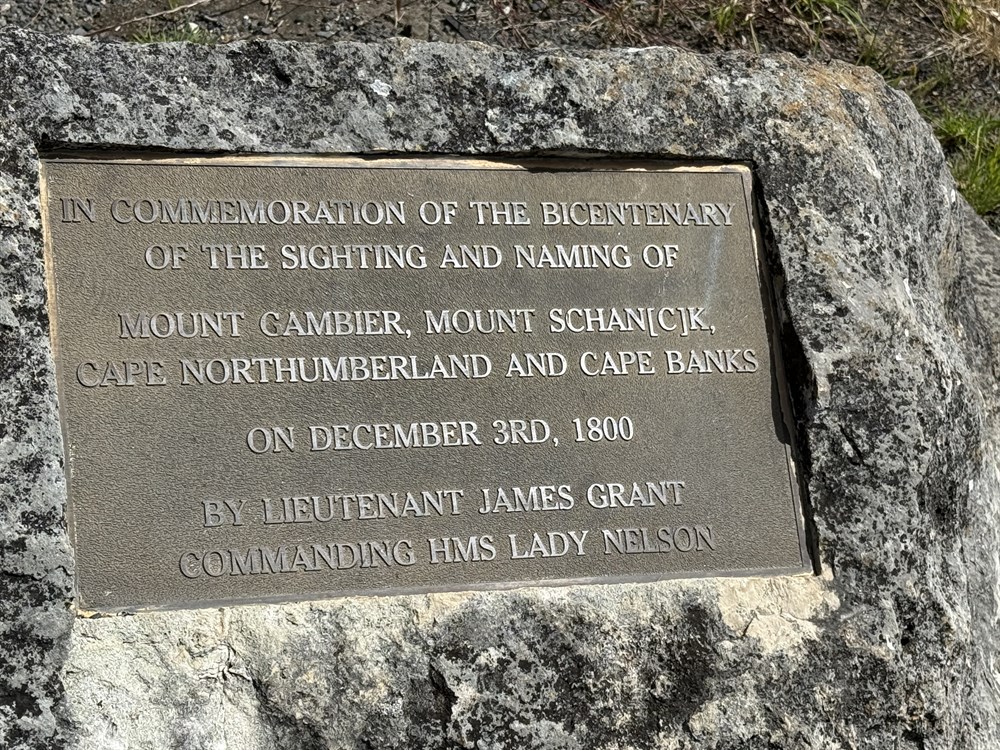 IN COMMEMORATION OF THE BICENTENARY
OF THE SIGHTING AND NAMING OF
MOUNT GAMBIER, MOUNT SCHAN[C]K,
CAPE NORTHUMBERLAND AND CAPE BANKS
ON DECEMBER 3RD, 1800
BY LIEUTENANT JAMES GRANT
COMMANDING HMS LADY NELSON